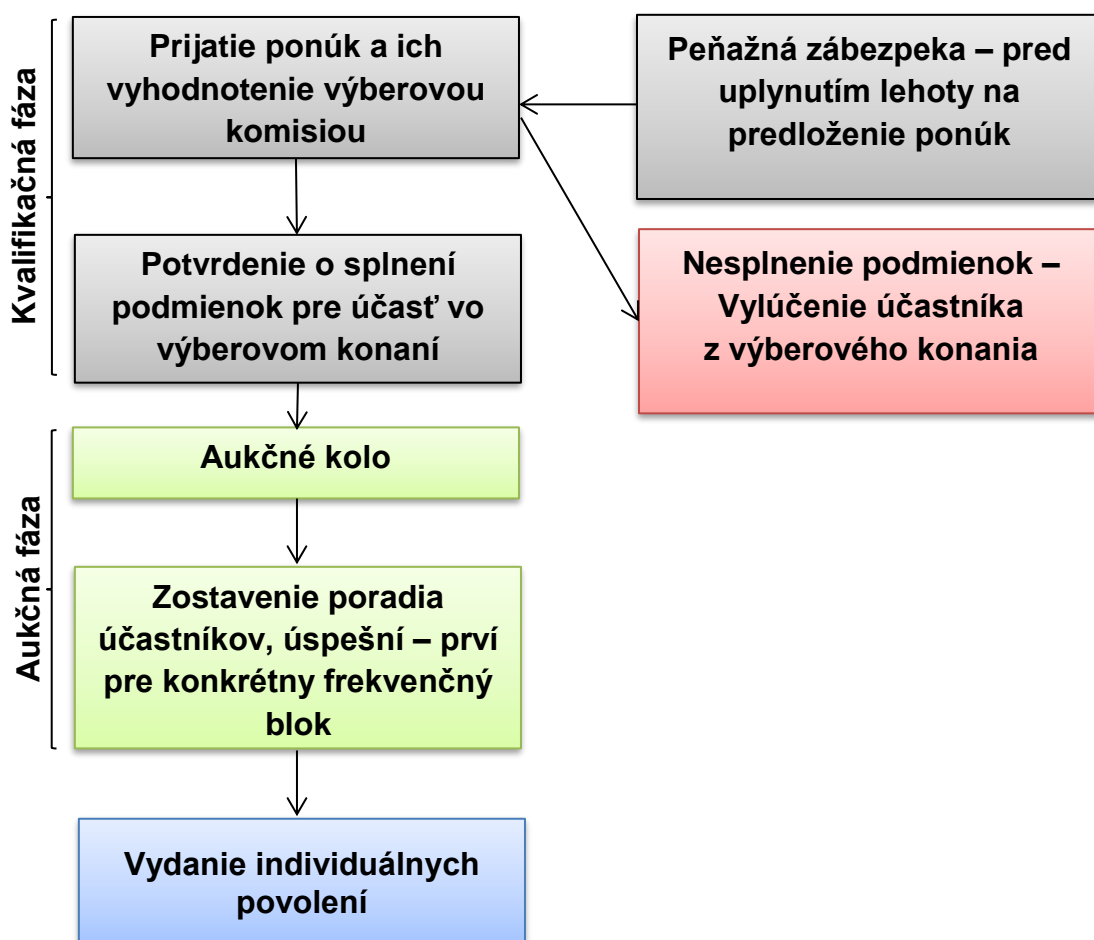 Kvalifikačná fáza
Prijatie ponúk a ich
vyhodnotenie výberovou
komisiou
Peňažná zábezpeka – pred
uplynutím lehoty na
predloženie ponúk
Potvrdenie o splnení
podmienok pre účasť vo
výberovom konaní
Nesplnenie podmienok –
Vylúčenie účastníka
z výberového konania
Aukčná fáza
Aukčné kolo
Zostavenie poradia
účastníkov, úspešní – prví
pre konkrétny frekvenčný
blok
Vydanie individuálnych
povolení